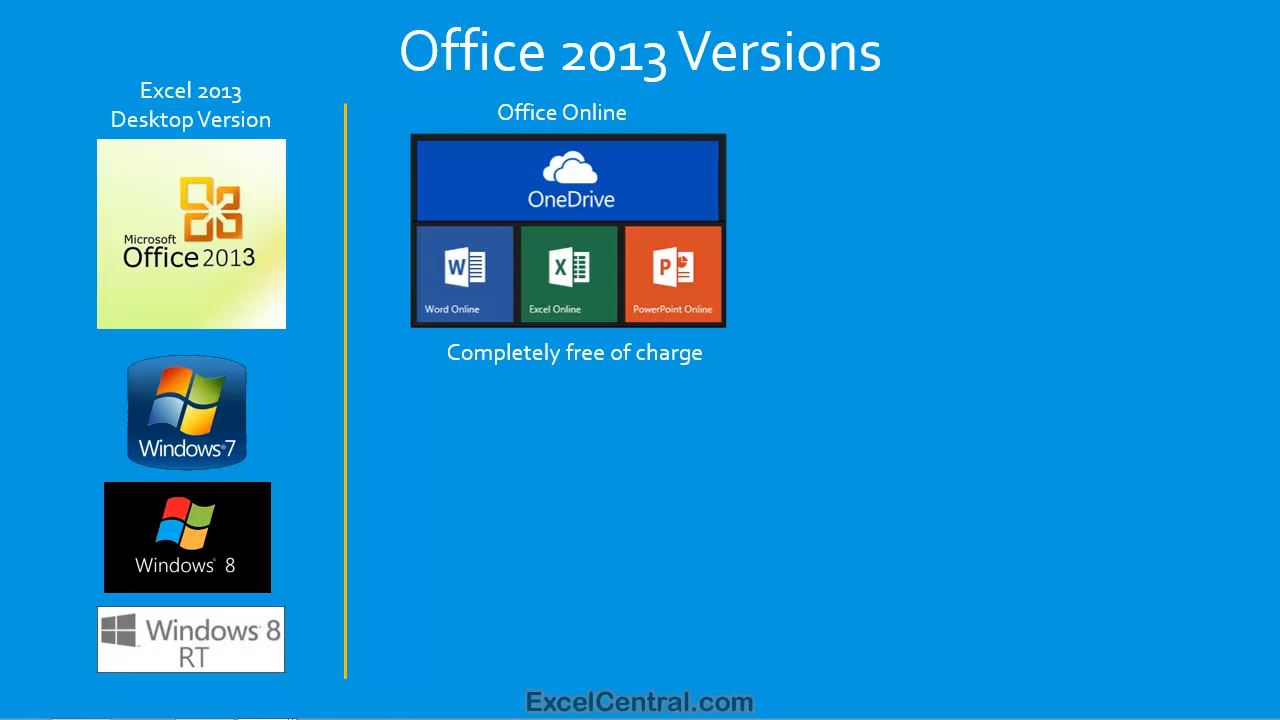 Office 2013 Versions
Excel 2013
Desktop Version
Microsoft
Office 2013
Windows 7
Windows 8
Windows 8
RT
Office Online
OneDrive
W
X
P
Word Online
Excel Online
PowerPoint Online
Completely free of charge
ExcelCentral.com